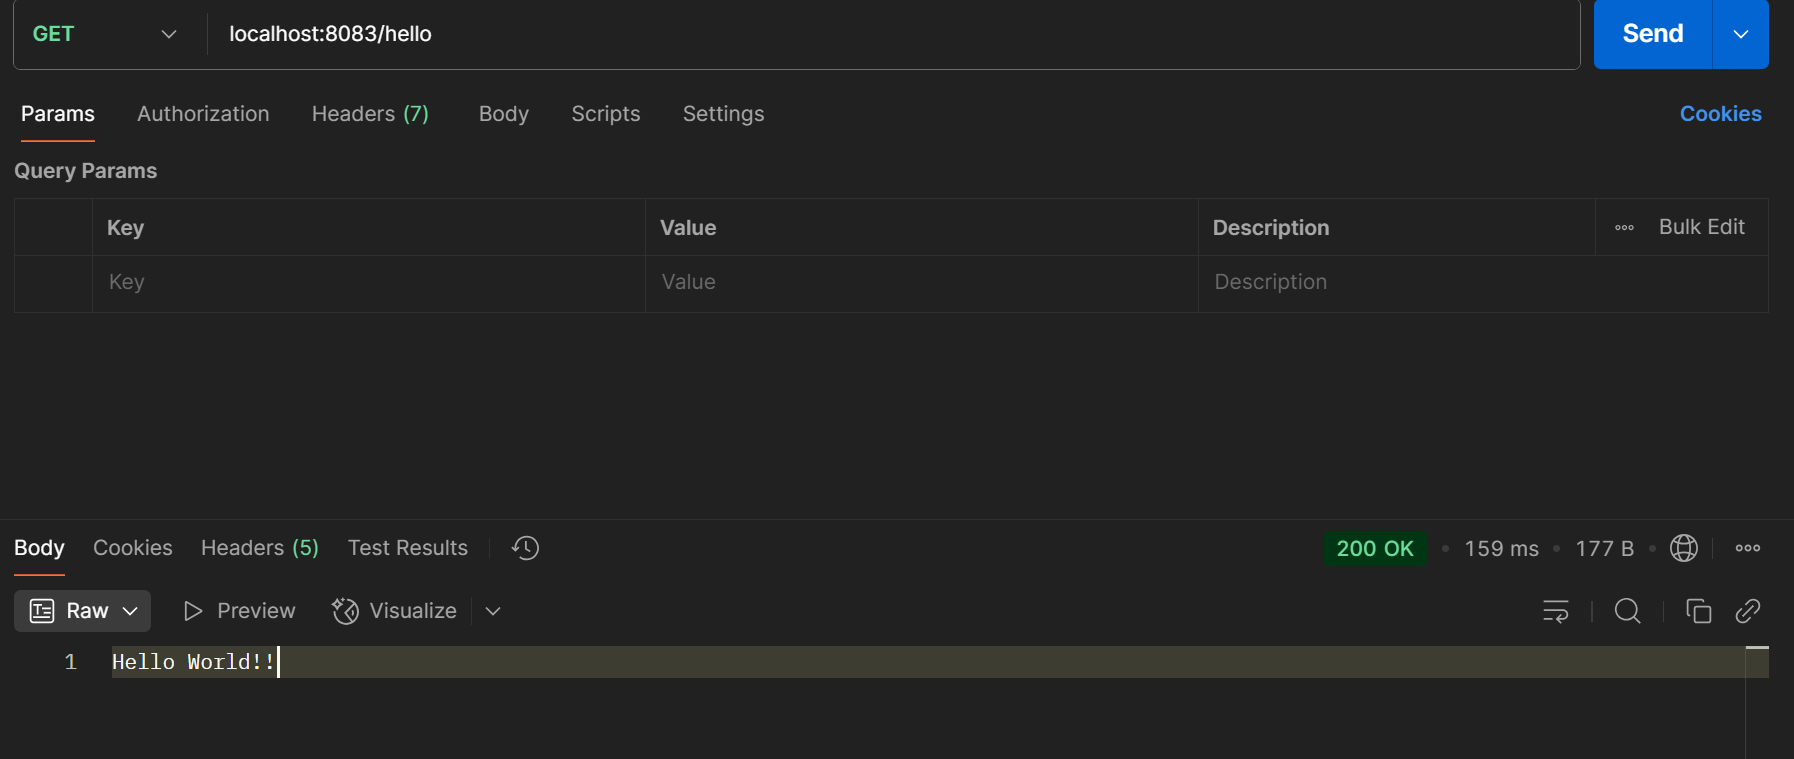 GET localhost:8083/hello Send
Params Authorization Headers (7) Body Scripts Settings Cookies
Query Params
Key Value Description Bulk Edit
Key Value Description
Body Cookies Headers (5) Test Results 200 OK • 159 ms • 177 B
Raw Preview Visualize
1 Hello World!!